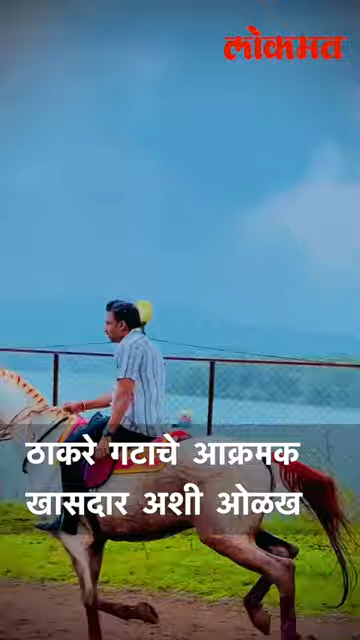 लोकमत
ठाकरे गटाचे आक्रमक
खासदार अशी ओळख